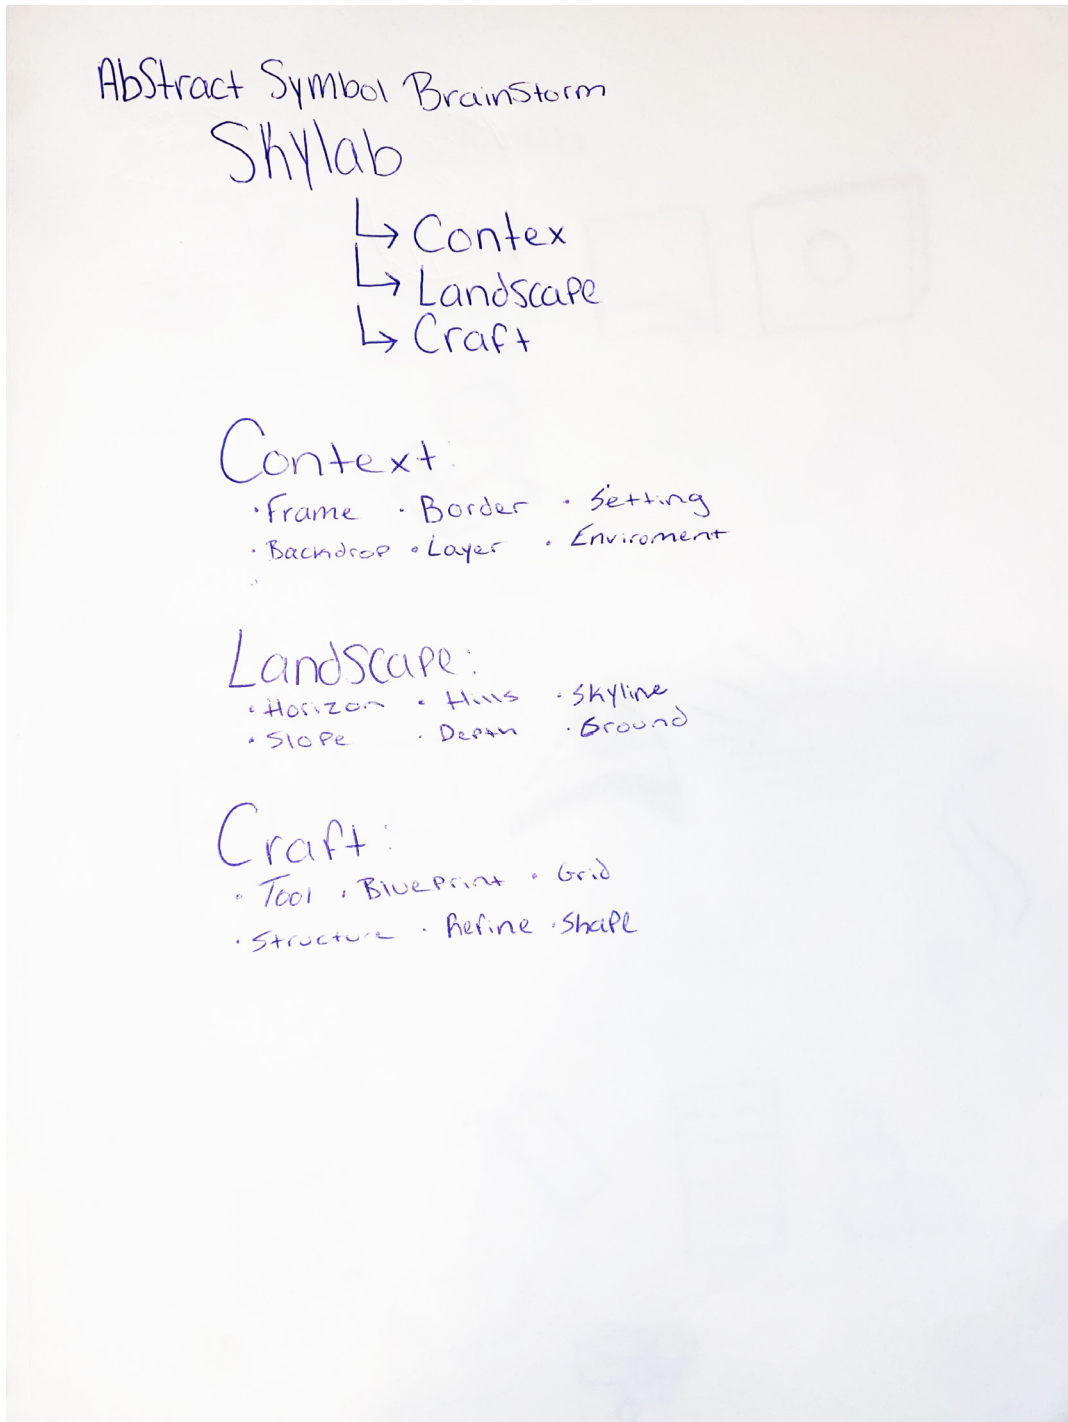 Abstract Symbol Brainstorm
Skylab
↳ Contex
↳ Landscape
↳ Craft
Context:
· Frame · Border · Setting
· Backdrop · Layer · Enviroment
Landscape:
· Horizon · Hills · Skyline
· Slope · Depth · Ground
Craft:
· Tool · Blueprint · Grid
· Structure · Refine · Shape